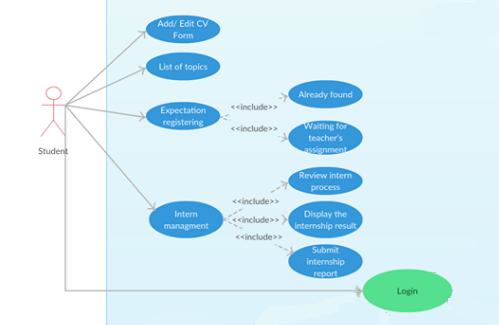 Add/ Edit CV
Form
List of topics
Student
Expectation
registering
<<include>>
<<include>>
Already found
Waiting for
teacher's
assignment
Intern
managment
<<include>>
<<include>>
<<include>>
Review intern
process
Display the
internship result
Submit
internship
report
Login